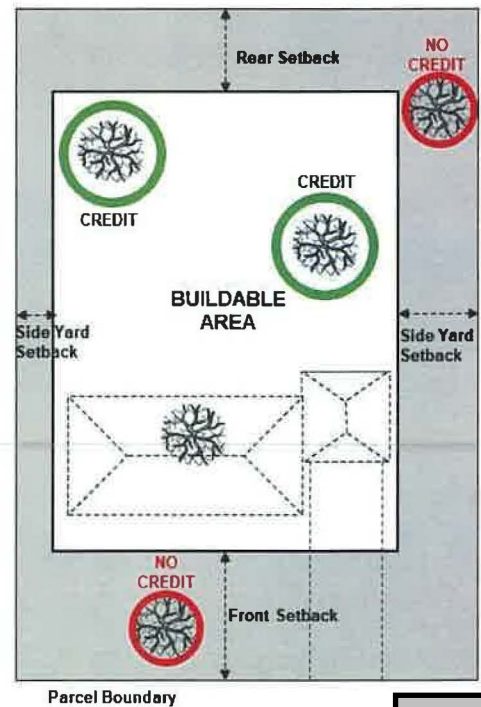 Rear Setback
NO
CREDIT
CREDIT
CREDIT
BUILDABLE
AREA
Side Yard
Setback
Side Yard
Setback
NO
CREDIT
Front Setback
Parcel Boundary